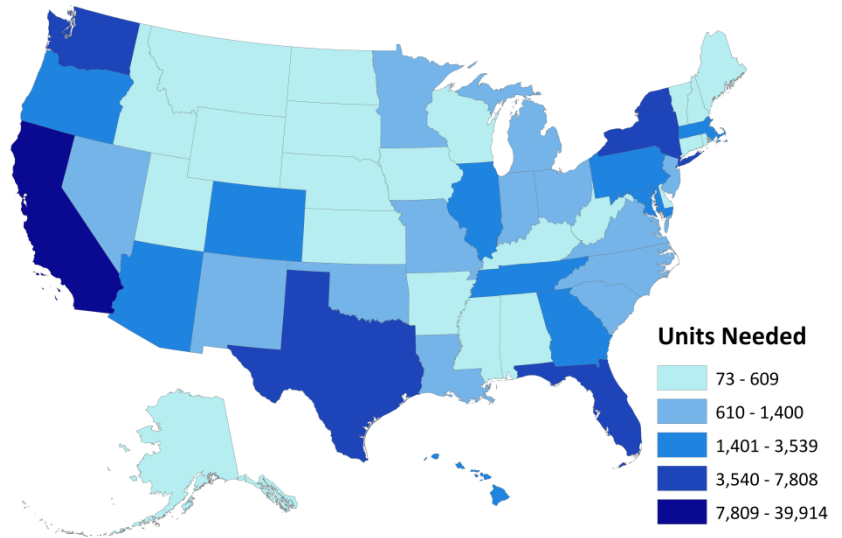 Units Needed
73 - 609
610 - 1,400
1,401 - 3,539
3,540 - 7,808
7,809 - 39,914